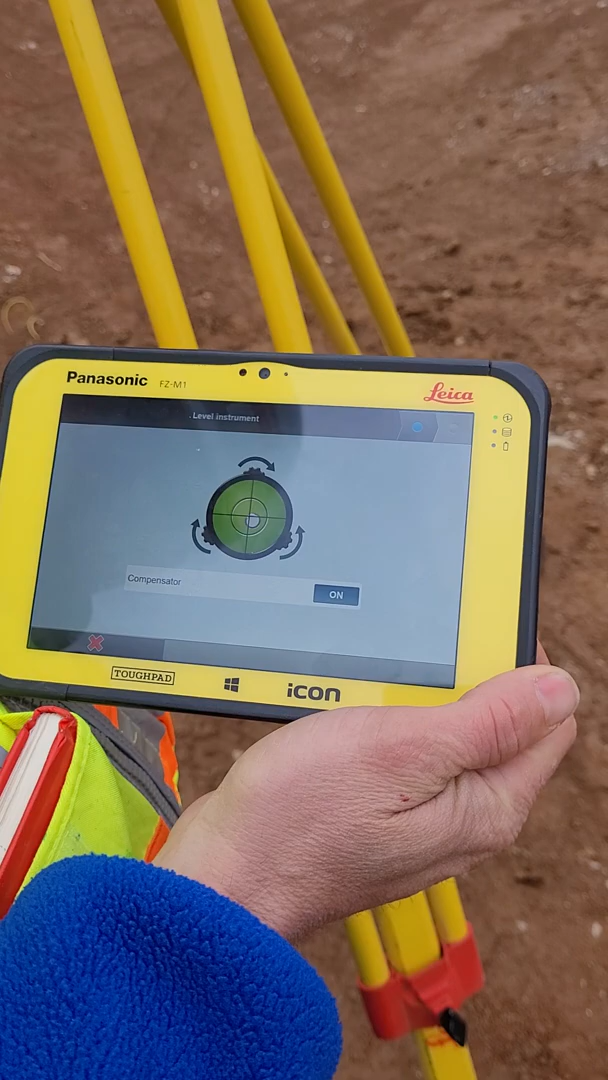 Panasonic FZ-M1
Leica
Level instrument
Compensator
ON
TOUGHPAD
iCON